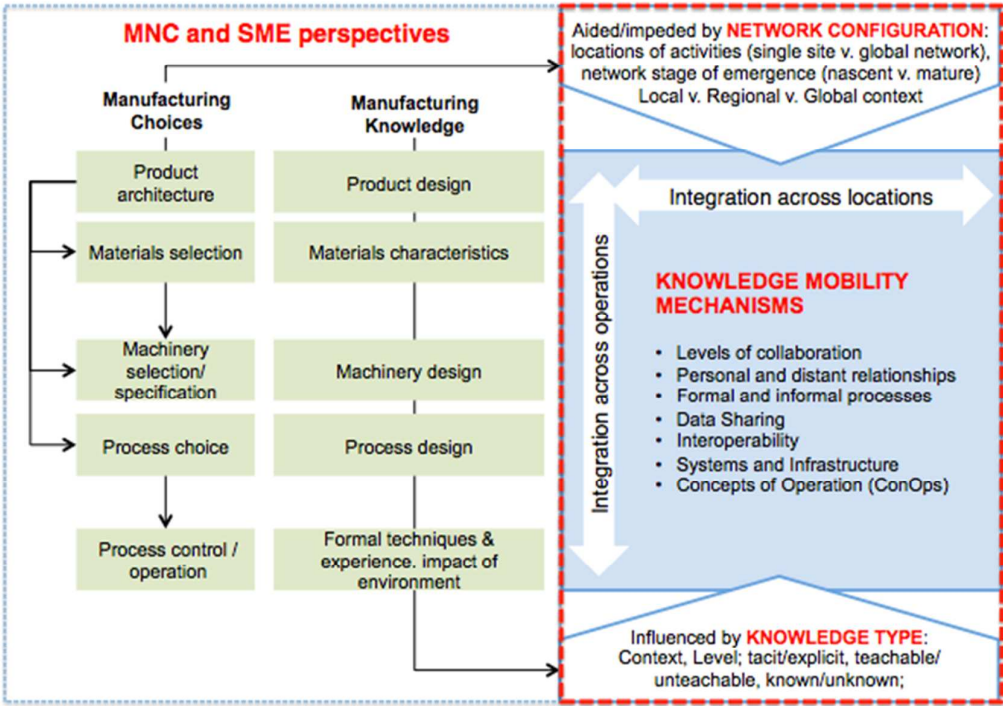 MNC and SME perspectives
Manufacturing
Choices
Manufacturing
Knowledge
Product
architecture
Product design
Materials selection
Materials characteristics
Machinery
selection/
specification
Machinery design
Process choice
Process design
Process control /
operation
Formal techniques &
experience. impact of
environment
Aided/impeded by NETWORK CONFIGURATION:
locations of activities (single site v. global network),
network stage of emergence (nascent v. mature)
Local v. Regional v. Global context
Integration across locations
Integration across operations
KNOWLEDGE MOBILITY
MECHANISMS
• Levels of collaboration
• Personal and distant relationships
• Formal and informal processes
• Data Sharing
• Interoperability
• Systems and Infrastructure
• Concepts of Operation (ConOps)
Influenced by KNOWLEDGE TYPE:
Context, Level; tacit/explicit, teachable/
unteachable, known/unknown;